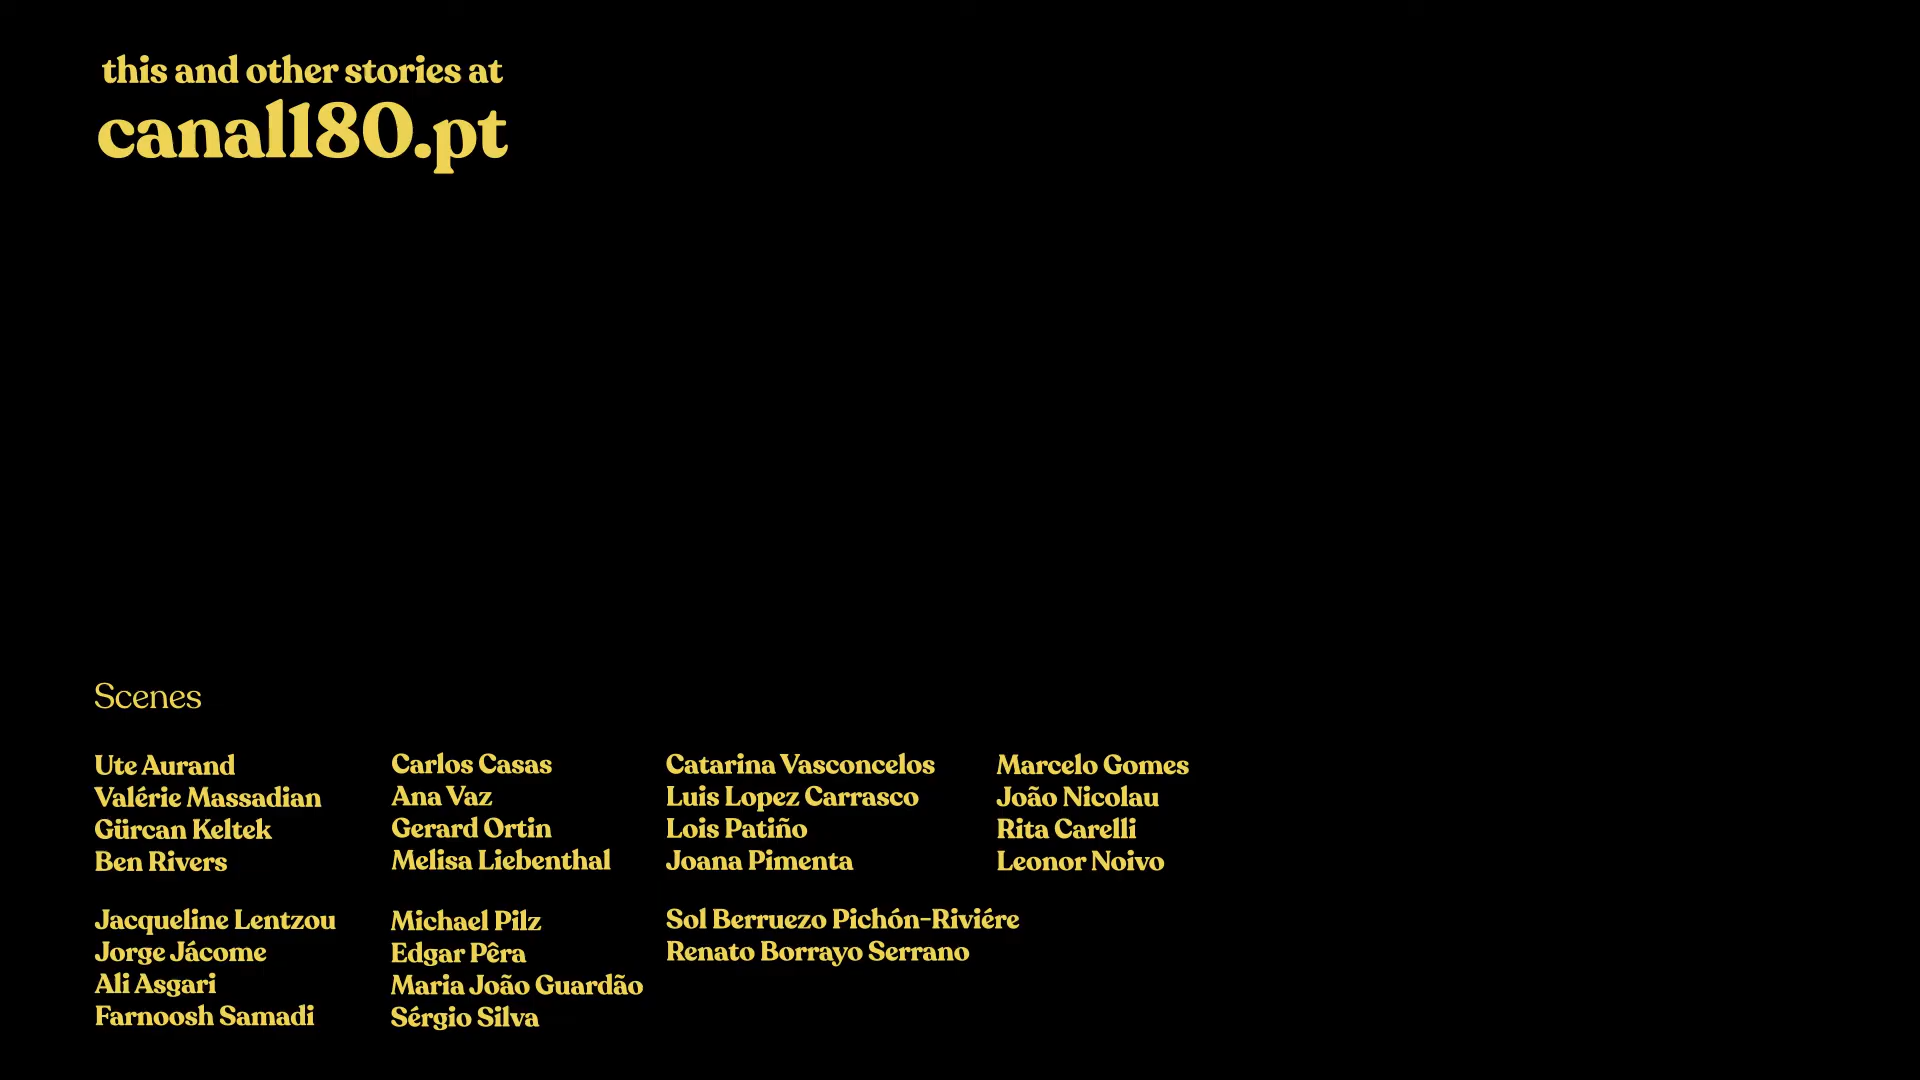 this and other stories at
canal180.pt
Scenes
Ute Aurand
Valérie Massadian
Gürcan Keltek
Ben Rivers
Carlos Casas
Ana Vaz
Gerard Ortin
Melisa Liebenthal
Catarina Vasconcelos
Luis Lopez Carrasco
Lois Patiño
Joana Pimenta
Marcelo Gomes
João Nicolau
Rita Carelli
Leonor Noivo
Jacqueline Lentzou
Jorge Jácome
Ali Asgari
Farnoosh Samadi
Michael Pilz
Edgar Pêra
Maria João Guardão
Sérgio Silva
Sol Berruezo Pichón-Riviére
Renato Borrayo Serrano